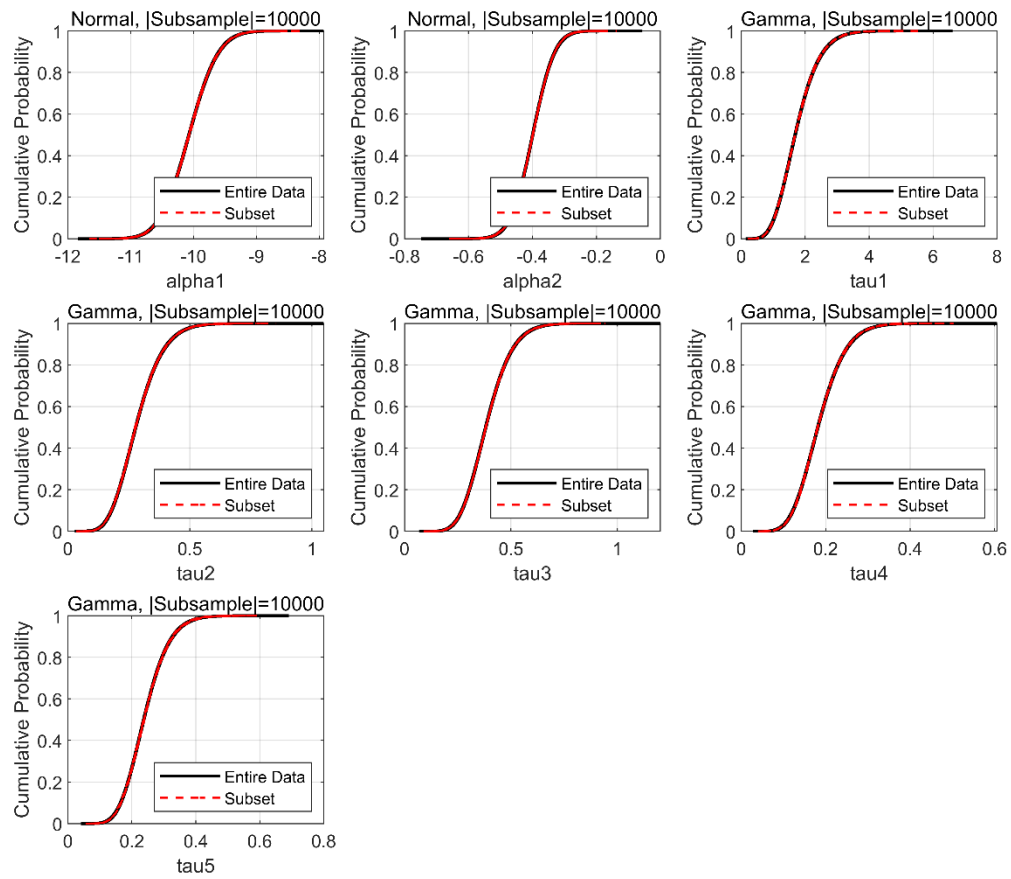 Normal, |Subsample|=10000
Cumulative Probability
1
0.8
0.6
0.4
0.2
0
-12 -11 -10 -9 -8
alpha1
Entire Data
Subset
Normal, |Subsample|=10000
Cumulative Probability
1
0.8
0.6
0.4
0.2
0
-0.8 -0.6 -0.4 -0.2 0
alpha2
Entire Data
Subset
Gamma, |Subsample|=10000
Cumulative Probability
1
0.8
0.6
0.4
0.2
0
0 2 4 6 8
tau1
Entire Data
Subset
Gamma, |Subsample|=10000
Cumulative Probability
1
0.8
0.6
0.4
0.2
0
0 0.5 1
tau2
Entire Data
Subset
Gamma, |Subsample|=10000
Cumulative Probability
1
0.8
0.6
0.4
0.2
0
0 0.5 1
tau3
Entire Data
Subset
Gamma, |Subsample|=10000
Cumulative Probability
1
0.8
0.6
0.4
0.2
0
0 0.2 0.4 0.6
tau4
Entire Data
Subset
Gamma, |Subsample|=10000
Cumulative Probability
1
0.8
0.6
0.4
0.2
0
0 0.2 0.4 0.6 0.8
tau5
Entire Data
Subset